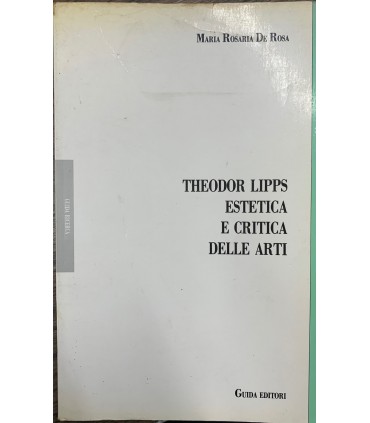 MARIA ROSARIA DE ROSA
THEODOR LIPPS
ESTETICA
E CRITICA
DELLE ARTI
GUIDA EDITORI